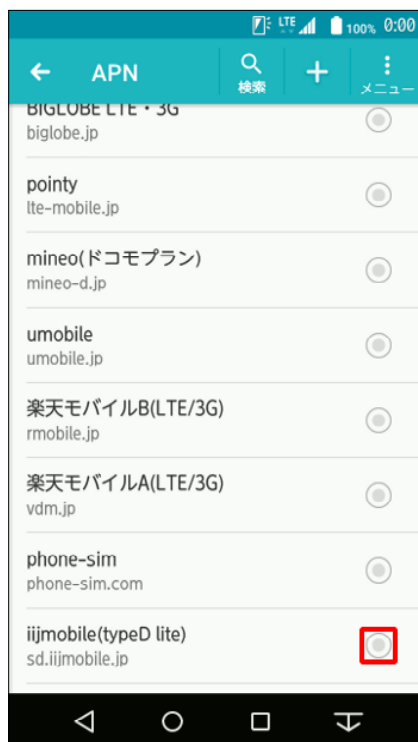 LTE 100% 0:00
APN
検索
メニュー
BIGLOBE LTE・3G
biglobe.jp
pointy
lte-mobile.jp
mineo(ドコモプラン)
mineo-d.jp
umobile
umobile.jp
楽天モバイルB(LTE/3G)
rmobile.jp
楽天モバイルA(LTE/3G)
vdm.jp
phone-sim
phone-sim.com
iijmobile(typeD lite)
sd.iijmobile.jp